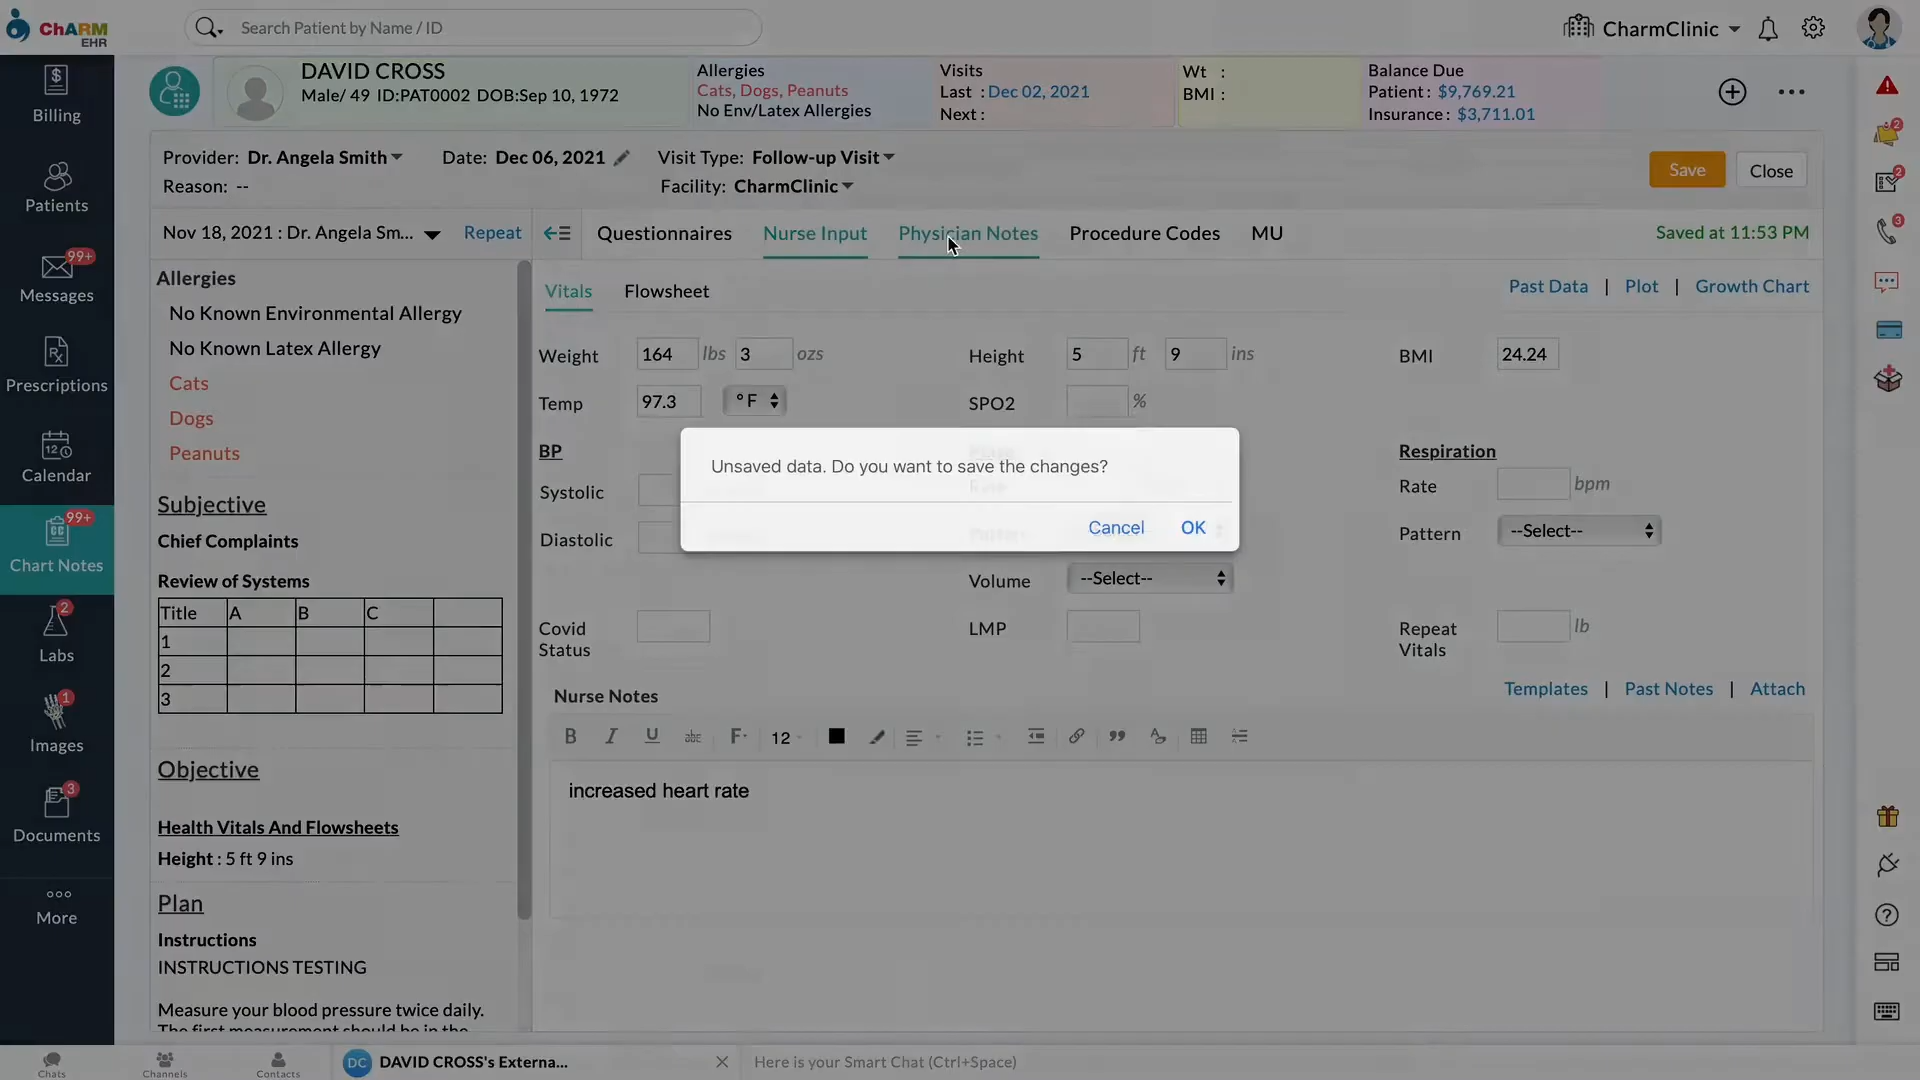 ChARM
EHR
Search Patient by Name / ID
CharmClinic
Billing
Patients
99+
Messages
Prescriptions
Calendar
99+
Chart Notes
2
Labs
1
Images
3
Documents
More
DAVID CROSS
Male/ 49 ID:PAT0002 DOB:Sep 10, 1972
Allergies
Cats, Dogs, Peanuts
No Env/Latex Allergies
Visits
Last : Dec 02, 2021
Next :
Wt :
BMI :
Balance Due
Patient : $9,769.21
Insurance : $3,711.01
Provider: Dr. Angela Smith
Date: Dec 06, 2021
Visit Type: Follow-up Visit
Reason: --
Facility: CharmClinic
Save
Close
Nov 18, 2021 : Dr. Angela Sm...
Repeat
Questionnaires
Nurse Input
Physician Notes
Procedure Codes
MU
Saved at 11:53 PM
Allergies
No Known Environmental Allergy
No Known Latex Allergy
Cats
Dogs
Peanuts
Subjective
Chief Complaints
Review of Systems
Title A B C
1
2
3
Objective
Health Vitals And Flowsheets
Height : 5 ft 9 ins
Plan
Instructions
INSTRUCTIONS TESTING
Measure your blood pressure twice daily.
The first measurement should be in the
Vitals
Flowsheet
Past Data | Plot | Growth Chart
Weight 164 lbs 3 ozs
Height 5 ft 9 ins
BMI 24.24
Temp 97.3 °F
SPO2 %
BP
Systolic
Diastolic
Respiration
Rate bpm
Pattern --Select--
Volume --Select--
Covid
Status
LMP
Repeat
Vitals
lb
Unsaved data. Do you want to save the changes?
Cancel
OK
Nurse Notes
Templates | Past Notes | Attach
B I U abc F 12
increased heart rate
2
2
3
Chats
Channels
Contacts
DC DAVID CROSS's Externa...
Here is your Smart Chat (Ctrl+Space)